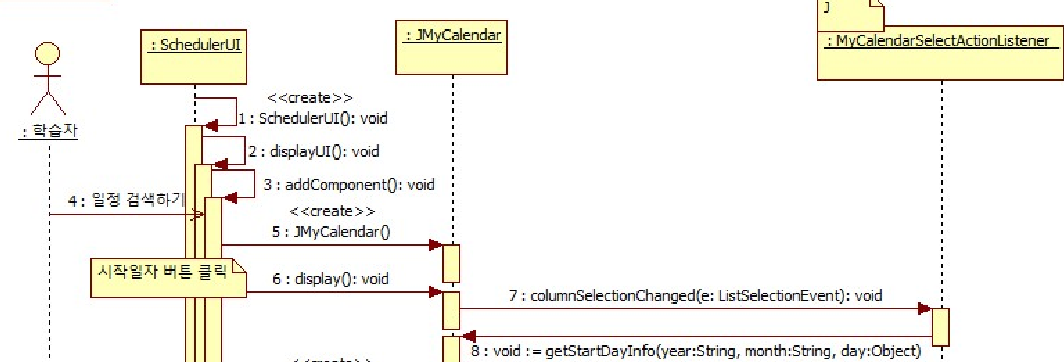 J
: SchedulerUI
: JMyCalendar
: MyCalendarSelectActionListener
: 학습자
<<create>>
1 : SchedulerUI(): void
2 : displayUI(): void
3 : addComponent(): void
4 : 일정 검색하기
<<create>>
5 : JMyCalendar()
시작일자 버튼 클릭
6 : display(): void
7 : columnSelectionChanged(e: ListSelectionEvent): void
8 : void := getStartDayInfo(year:String, month:String, day:Object)
<<create>>